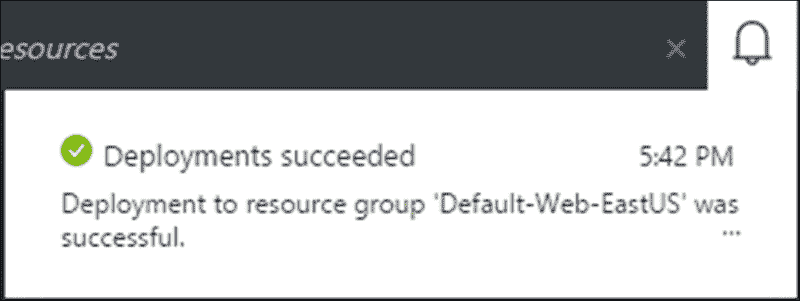 esources
Deployments succeeded 5:42 PM
Deployment to resource group 'Default-Web-EastUS' was
successful.
...